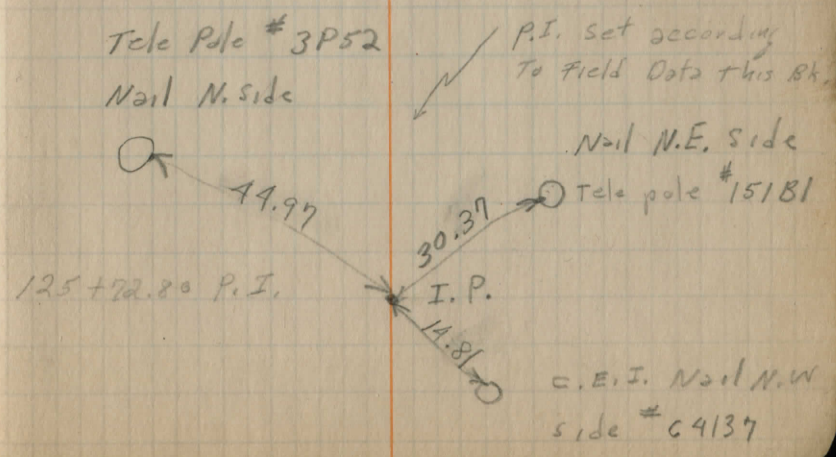 Tele Pole # 3P52
Nail N. side
P.I. set according
To Field Data this Bk.
Nail N.E. side
Tele pole #151B1
44.97
30.37
125+72.80 P.I.
I.P.
14.81
C.E.I. Nail N.W
side # C4137